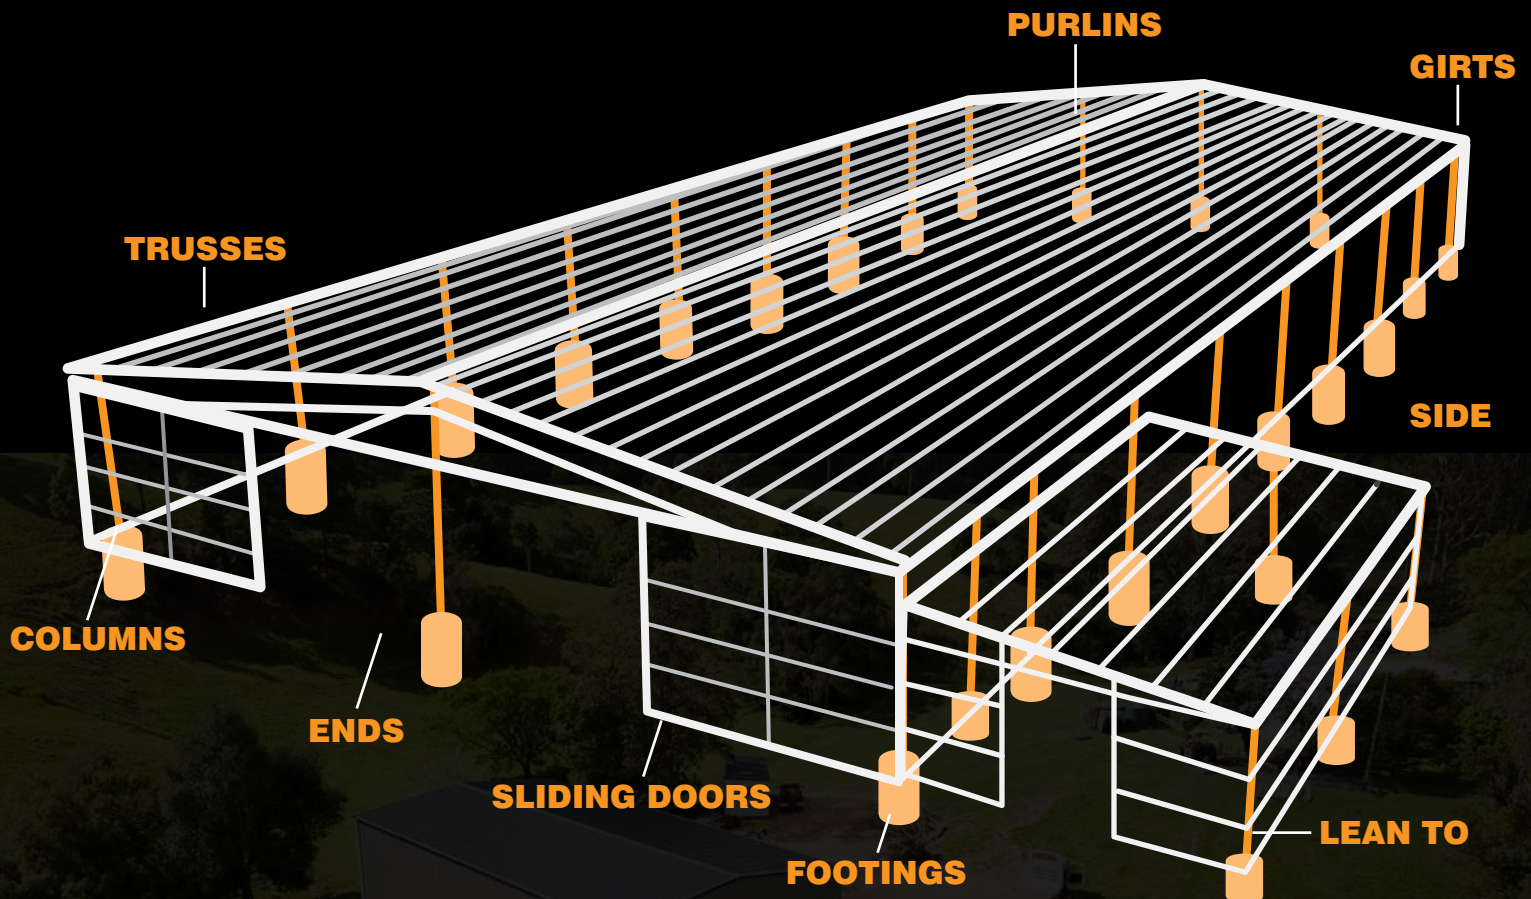 PURLINS
GIRTS
TRUSSES
SIDE
COLUMNS
ENDS
SLIDING DOORS
LEAN TO
FOOTINGS